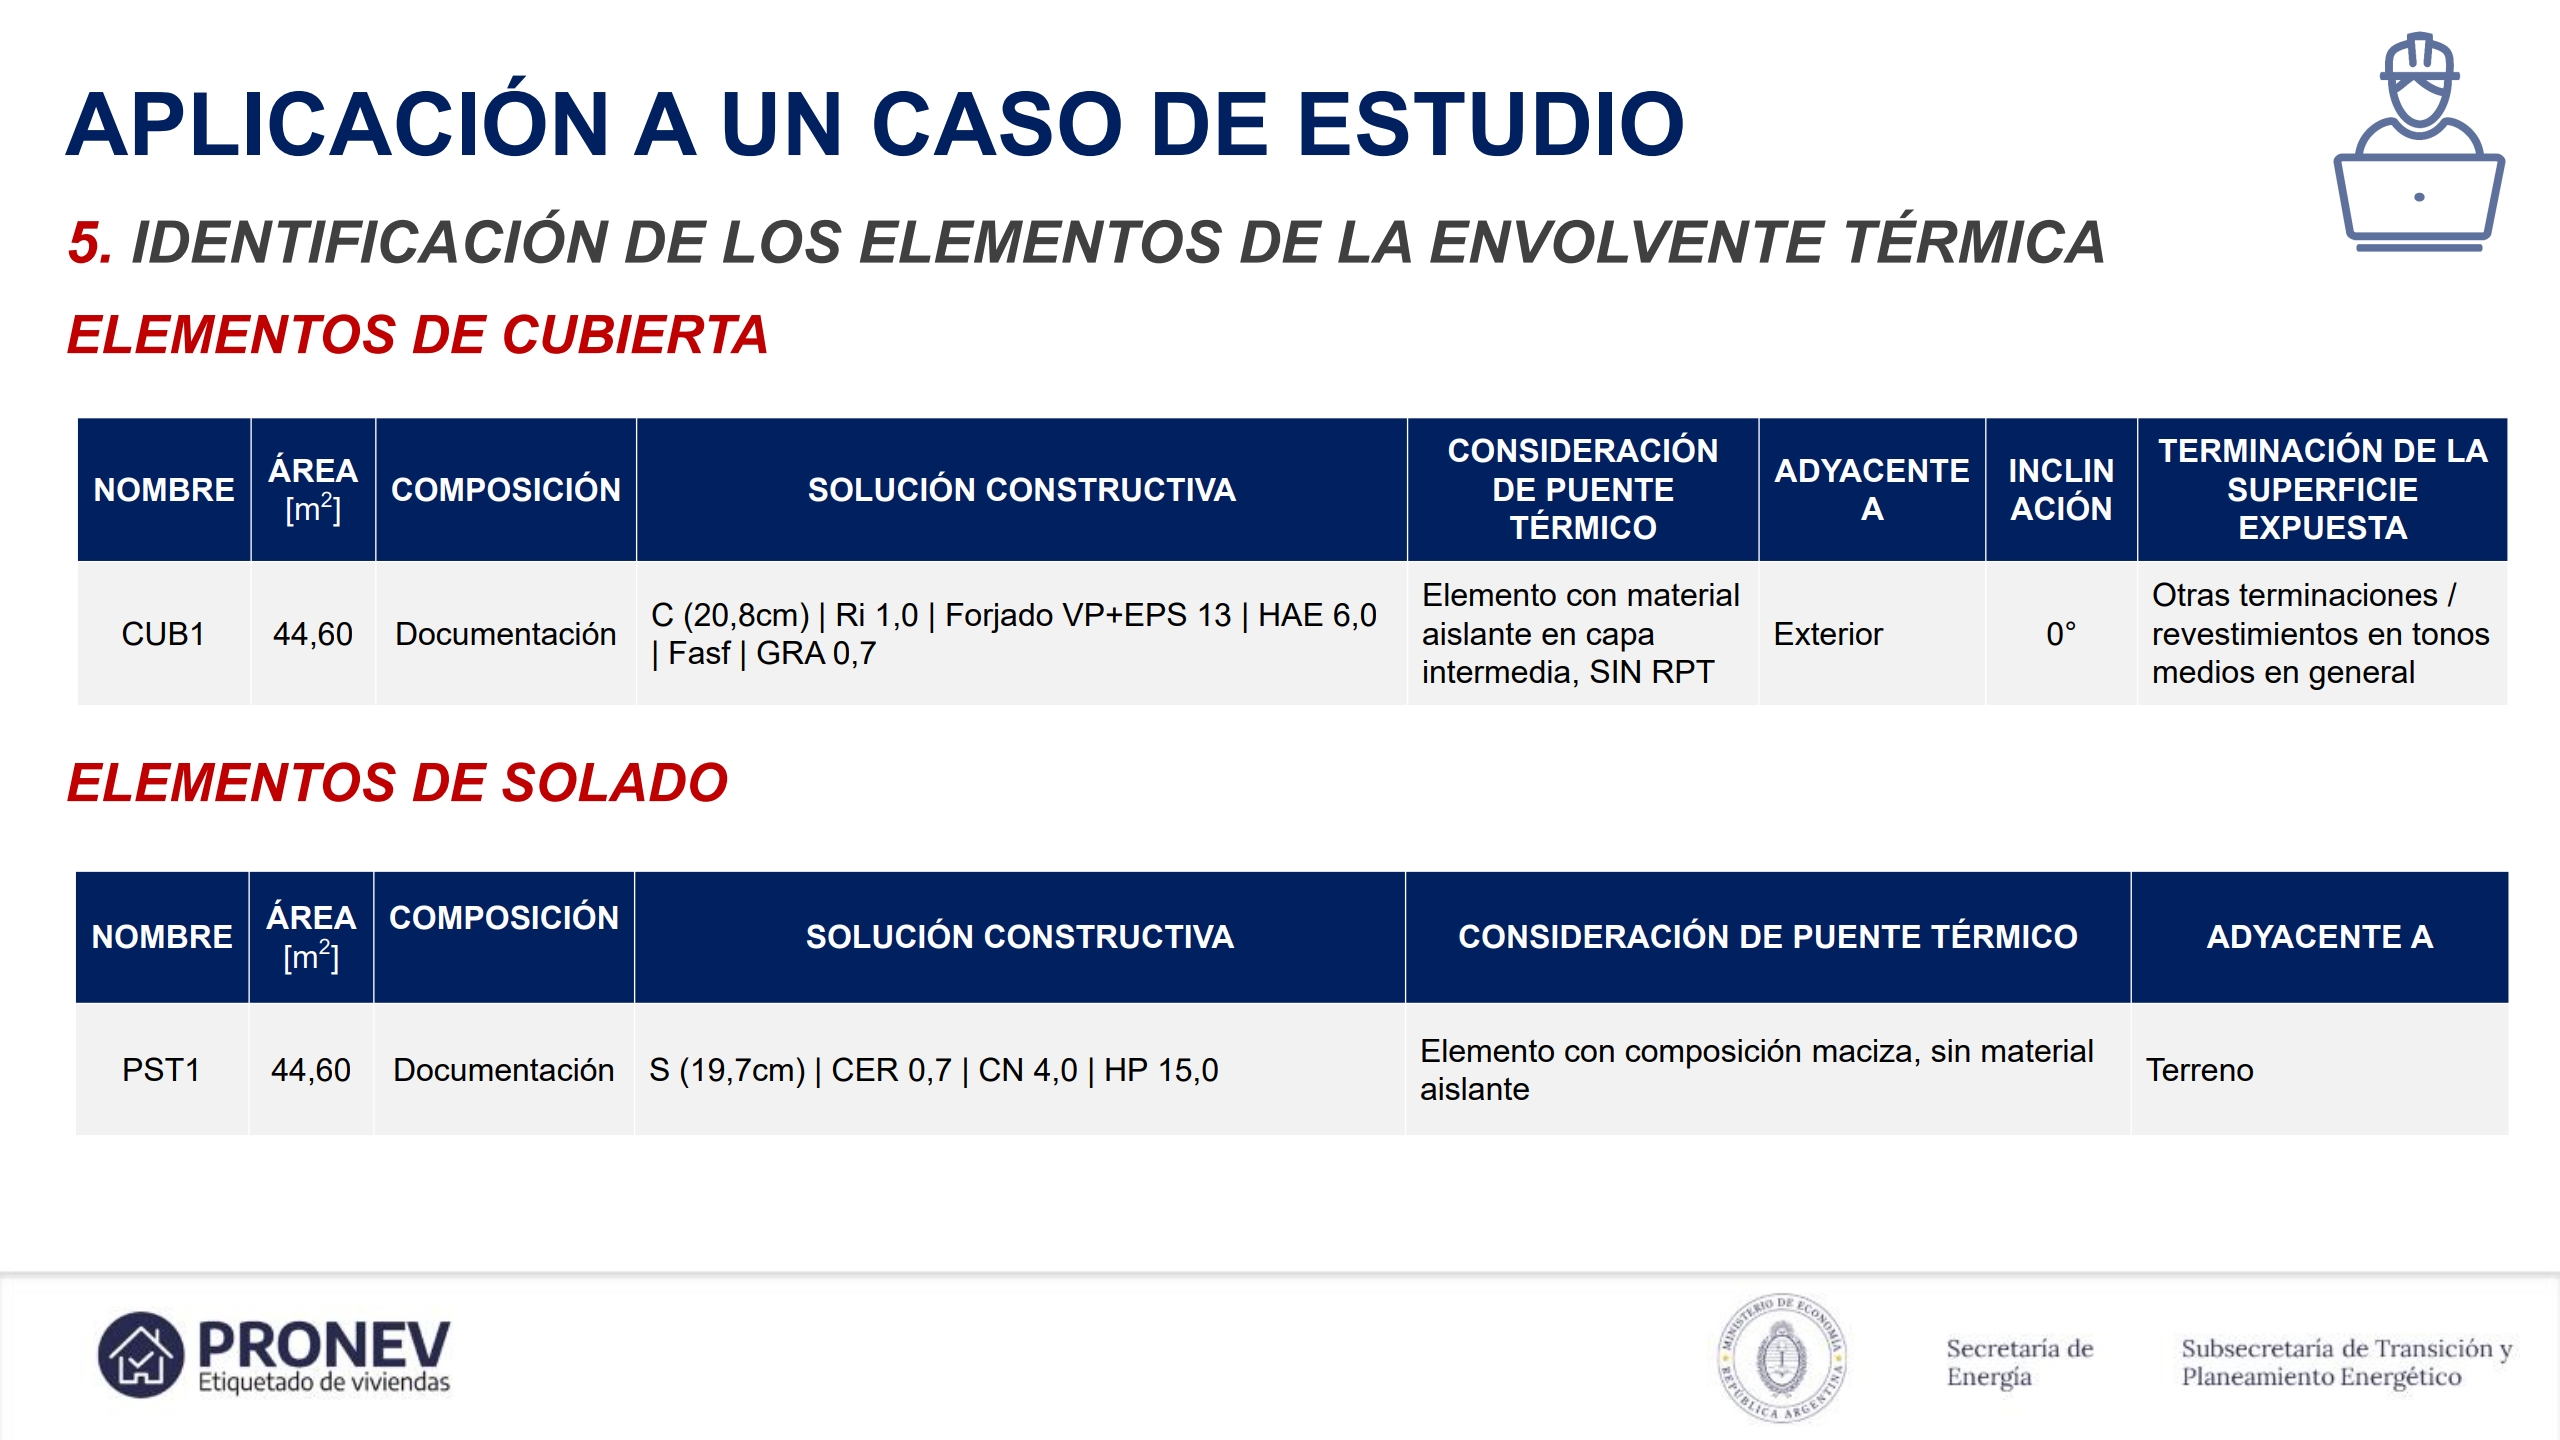 APLICACIÓN A UN CASO DE ESTUDIO
5. IDENTIFICACIÓN DE LOS ELEMENTOS DE LA ENVOLVENTE TÉRMICA
ELEMENTOS DE CUBIERTA
NOMBRE
ÁREA
[m²]
COMPOSICIÓN
SOLUCIÓN CONSTRUCTIVA
CONSIDERACIÓN
DE PUENTE
TÉRMICO
ADYACENTE
A
INCLIN
ACIÓN
TERMINACIÓN DE LA
SUPERFICIE
EXPUESTA
CUB1
44,60
Documentación
C (20,8cm) | Ri 1,0 | Forjado VP+EPS 13 | HAE 6,0
| Fasf | GRA 0,7
Elemento con material
aislante en capa
intermedia, SIN RPT
Exterior
0°
Otras terminaciones /
revestimientos en tonos
medios en general
ELEMENTOS DE SOLADO
NOMBRE
ÁREA
[m²]
COMPOSICIÓN
SOLUCIÓN CONSTRUCTIVA
CONSIDERACIÓN DE PUENTE TÉRMICO
ADYACENTE A
PST1
44,60
Documentación
S (19,7cm) | CER 0,7 | CN 4,0 | HP 15,0
Elemento con composición maciza, sin material
aislante
Terreno
PRONEV
Etiquetado de viviendas
MINISTERIO DE ECONOMÍA
REPÚBLICA ARGENTINA
Secretaría de
Energía
Subsecretaría de Transición y
Planeamiento Energético